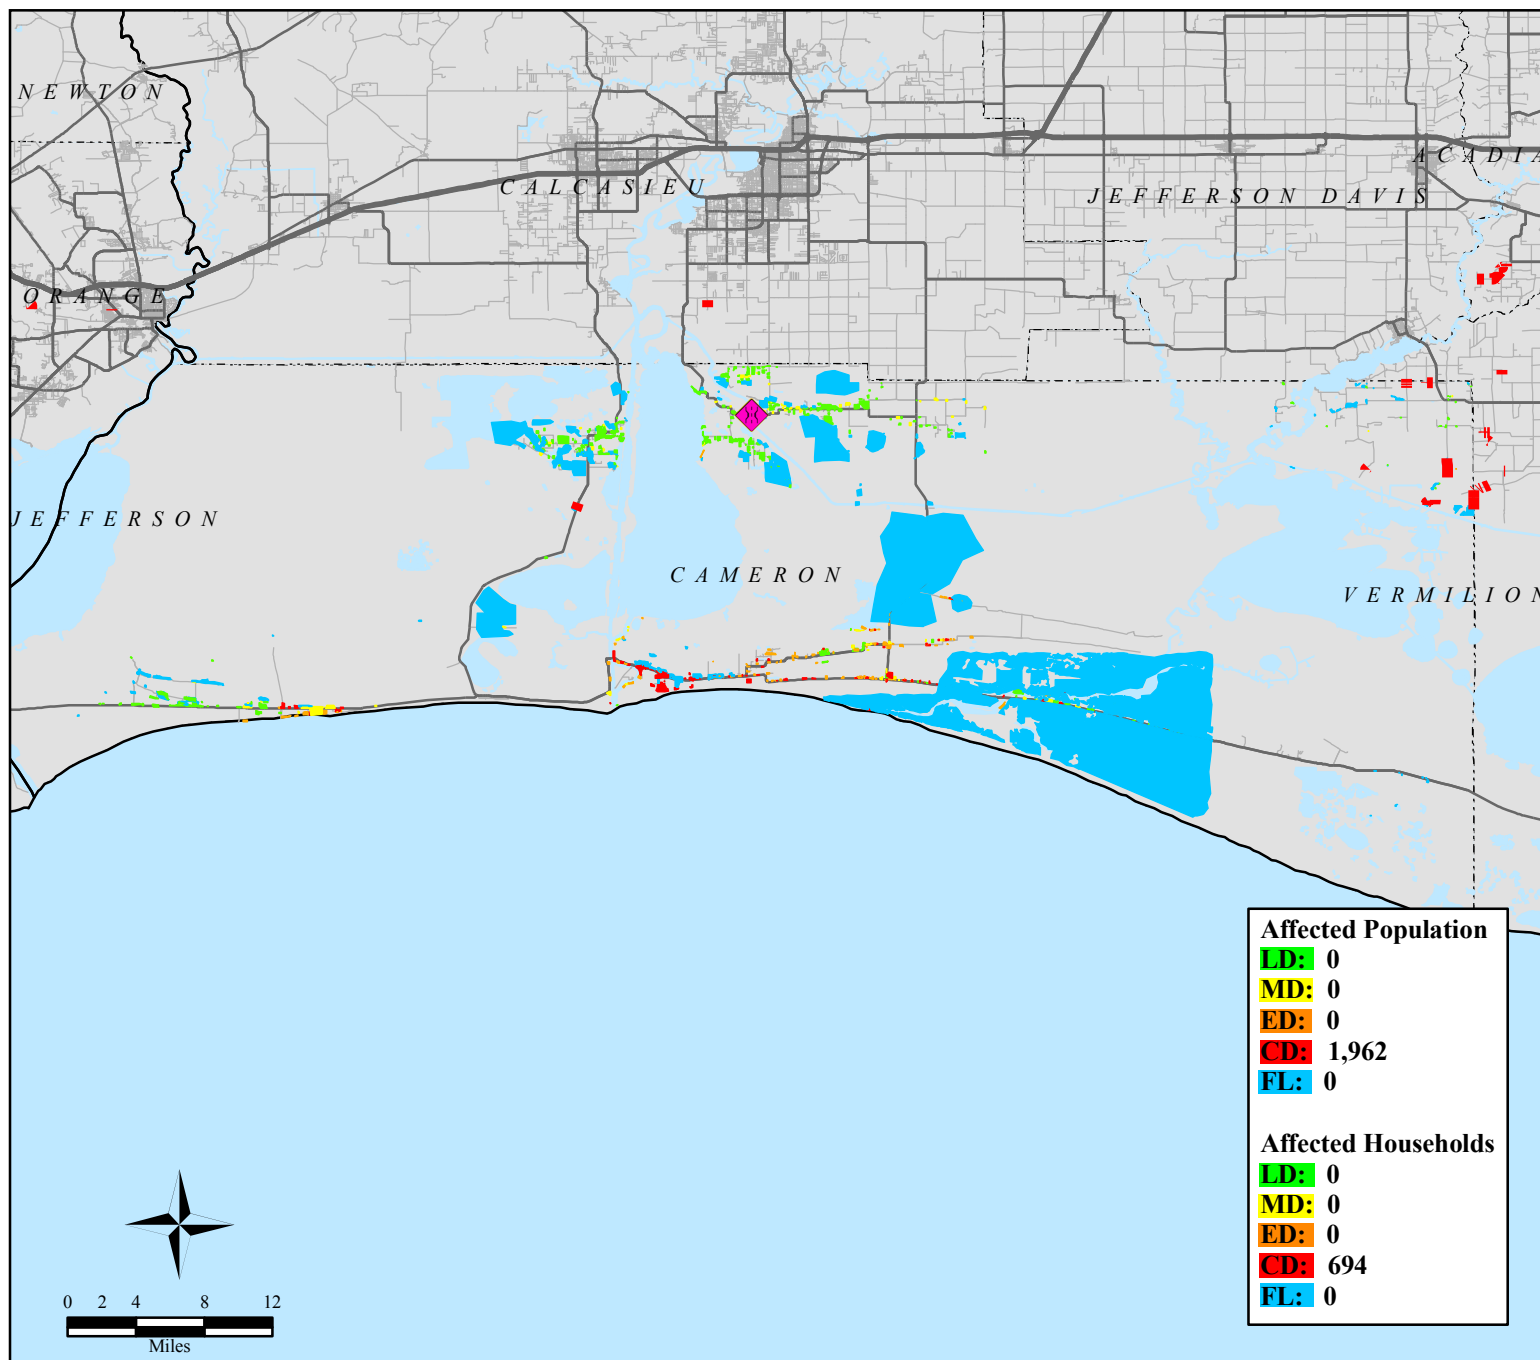 NEWTON
ACADIA
CALCASIEU
JEFFERSON DAVIS
ORANGE
JEFFERSON
CAMERON
VERMILION
Affected Population
LD: 0
MD: 0
ED: 0
CD: 1,962
FL: 0
Affected Households
LD: 0
MD: 0
ED: 0
CD: 694
FL: 0
0 2 4 8 12
Miles